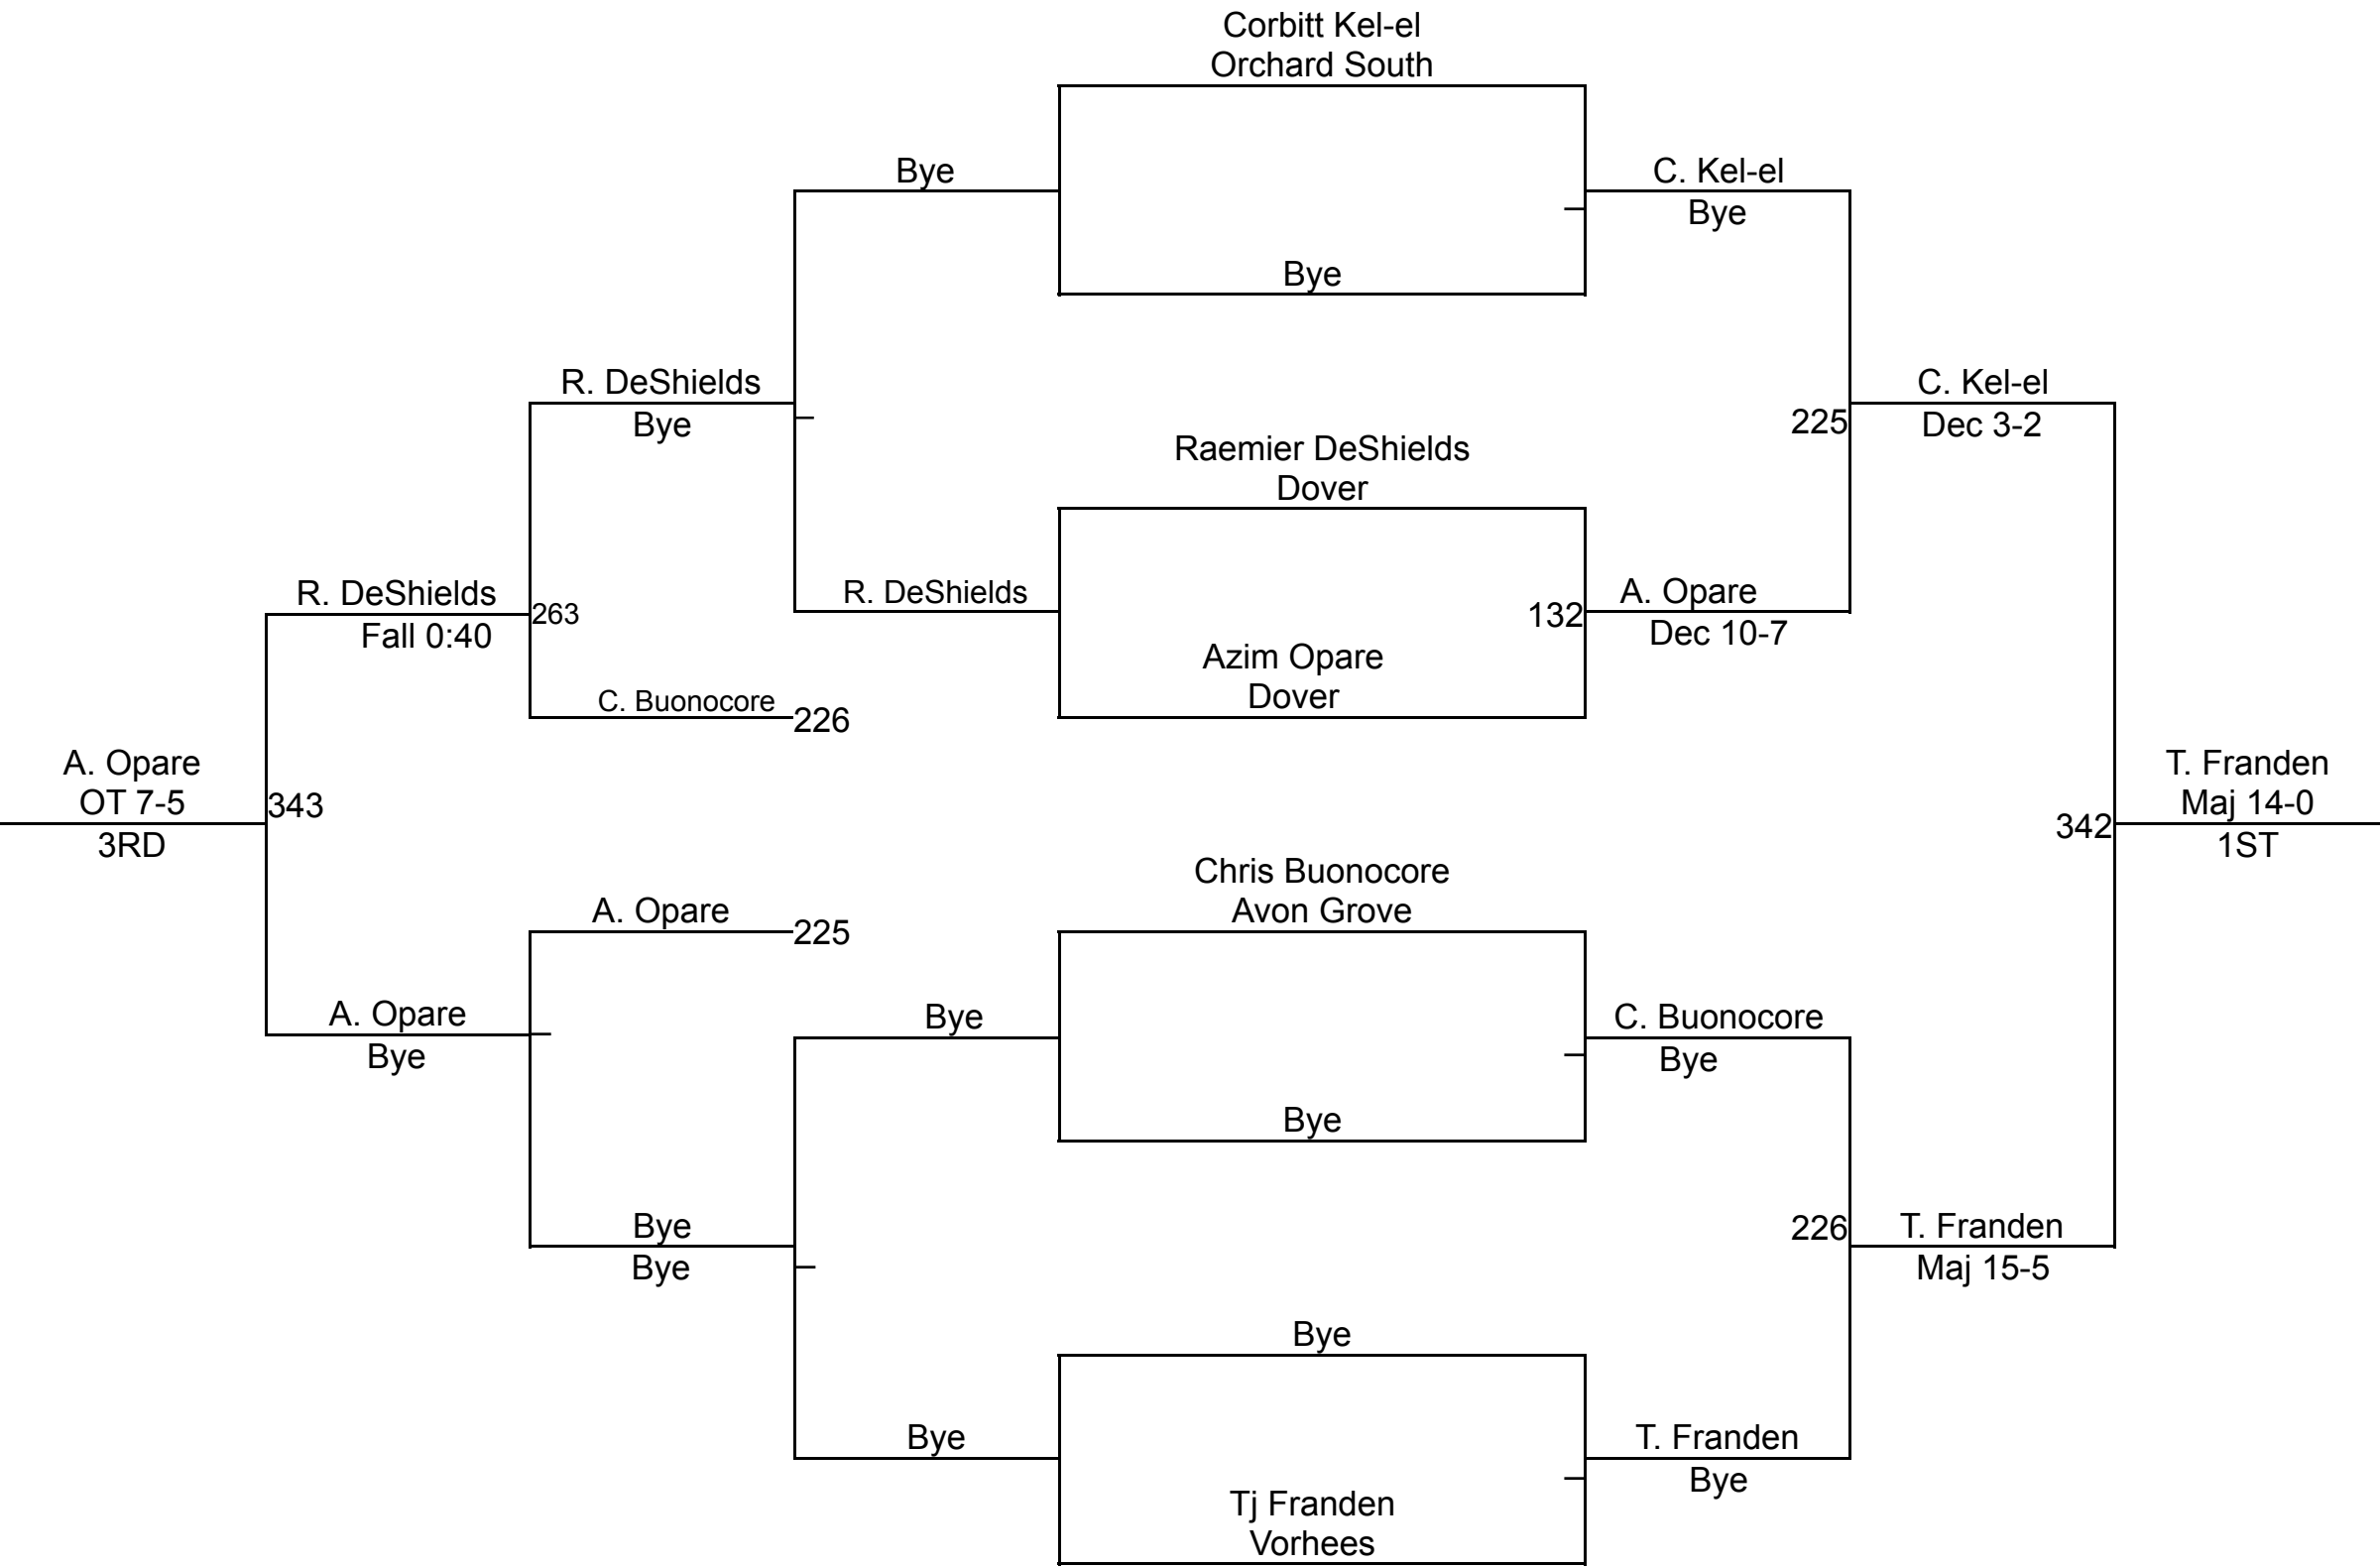 Corbitt Kel-el
Orchard South
Bye
C. Kel-el
Bye
Bye
R. DeShields
Bye
C. Kel-el
225
Dec 3-2
Raemier DeShields
Dover
R. DeShields
263
Fall 0:40
R. DeShields
132
A. Opare
Dec 10-7
Azim Opare
Dover
C. Buonocore
226
A. Opare
OT 7-5
3RD
343
T. Franden
Maj 14-0
1ST
342
Chris Buonocore
Avon Grove
A. Opare
225
A. Opare
Bye
Bye
C. Buonocore
Bye
Bye
Bye
Bye
226
T. Franden
Maj 15-5
Bye
Bye
T. Franden
Bye
Tj Franden
Vorhees